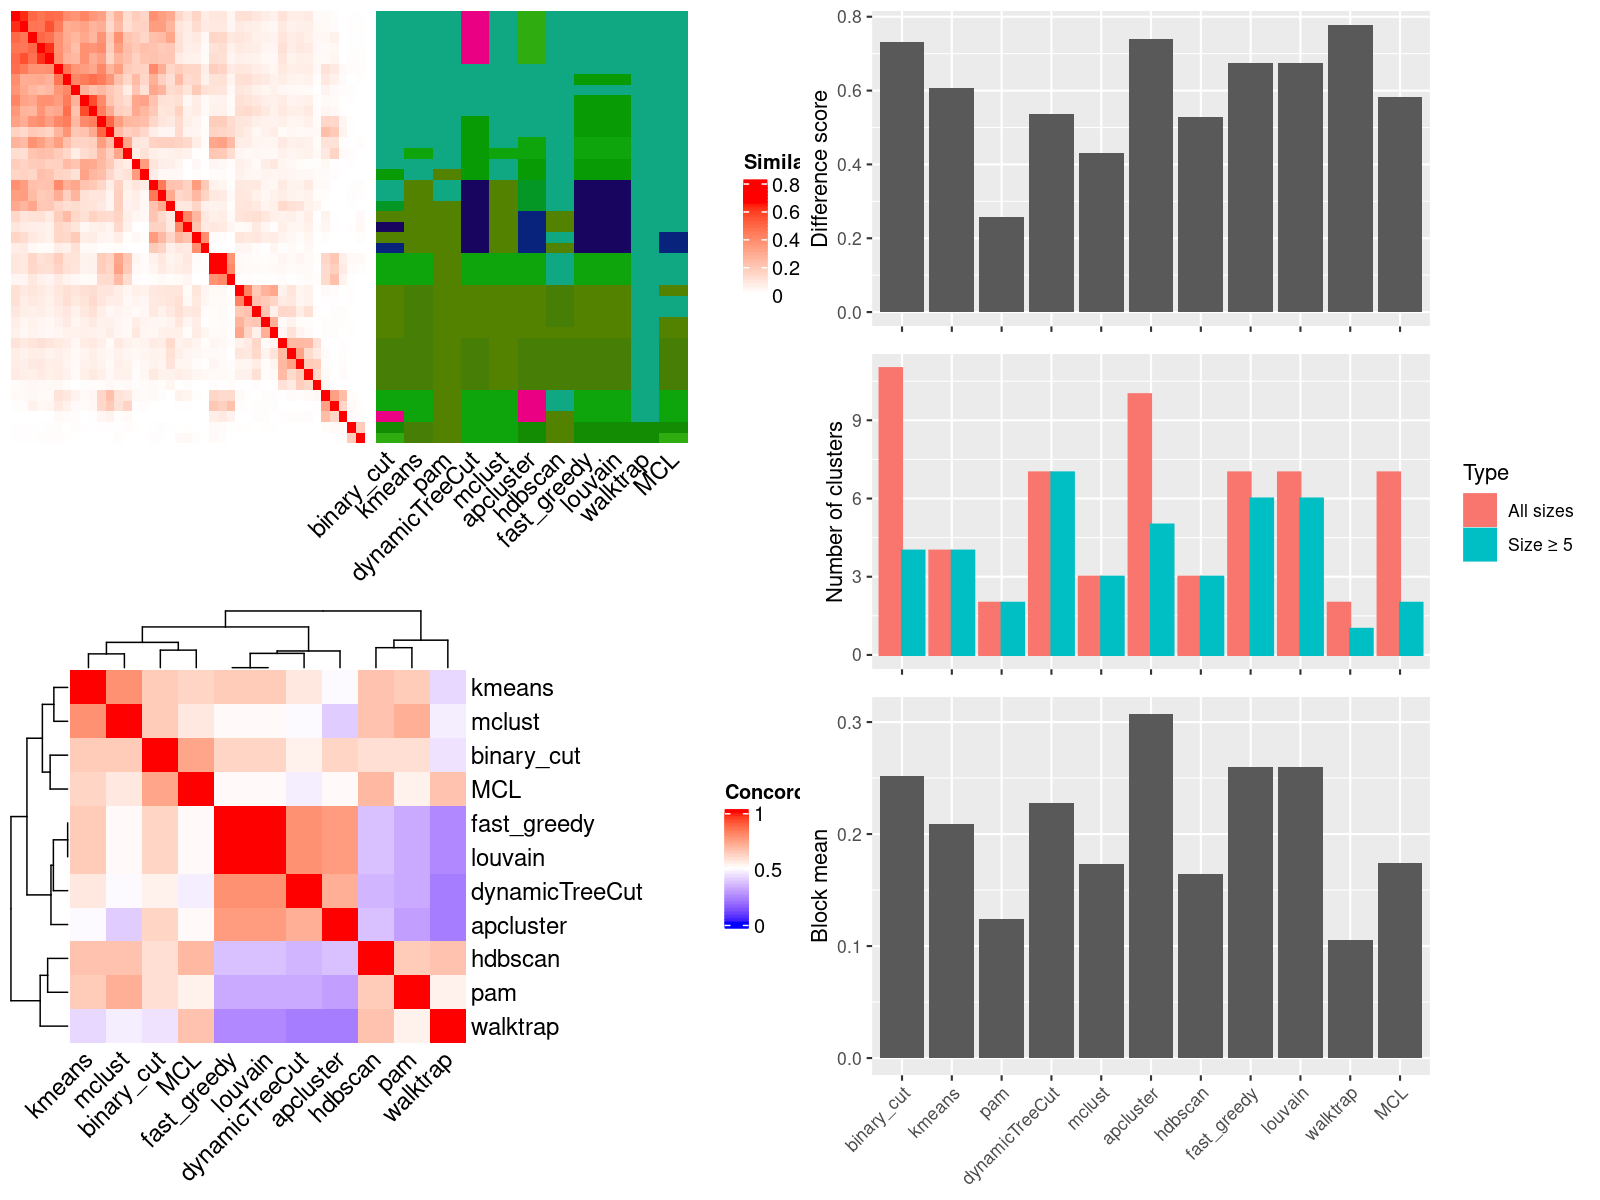 Simila
0.8
0.6
0.4
0.2
0
binary_cut
kmeans
pam
dynamicTreeCut
mclust
apcluster
hdbscan
fast_greedy
louvain
walktrap
MCL
kmeans
mclust
binary_cut
MCL
fast_greedy
louvain
dynamicTreeCut
apcluster
hdbscan
pam
walktrap
kmeans
mclust
binary_cut
MCL
fast_greedy
louvain
dynamicTreeCut
apcluster
hdbscan
pam
walktrap
Concord
1
0.5
0
Difference score
0.8
0.6
0.4
0.2
0.0
Number of clusters
9
6
3
0
Type
All sizes
Size ≥ 5
Block mean
0.3
0.2
0.1
0.0
binary_cut
kmeans
pam
dynamicTreeCut
mclust
apcluster
hdbscan
fast_greedy
louvain
walktrap
MCL